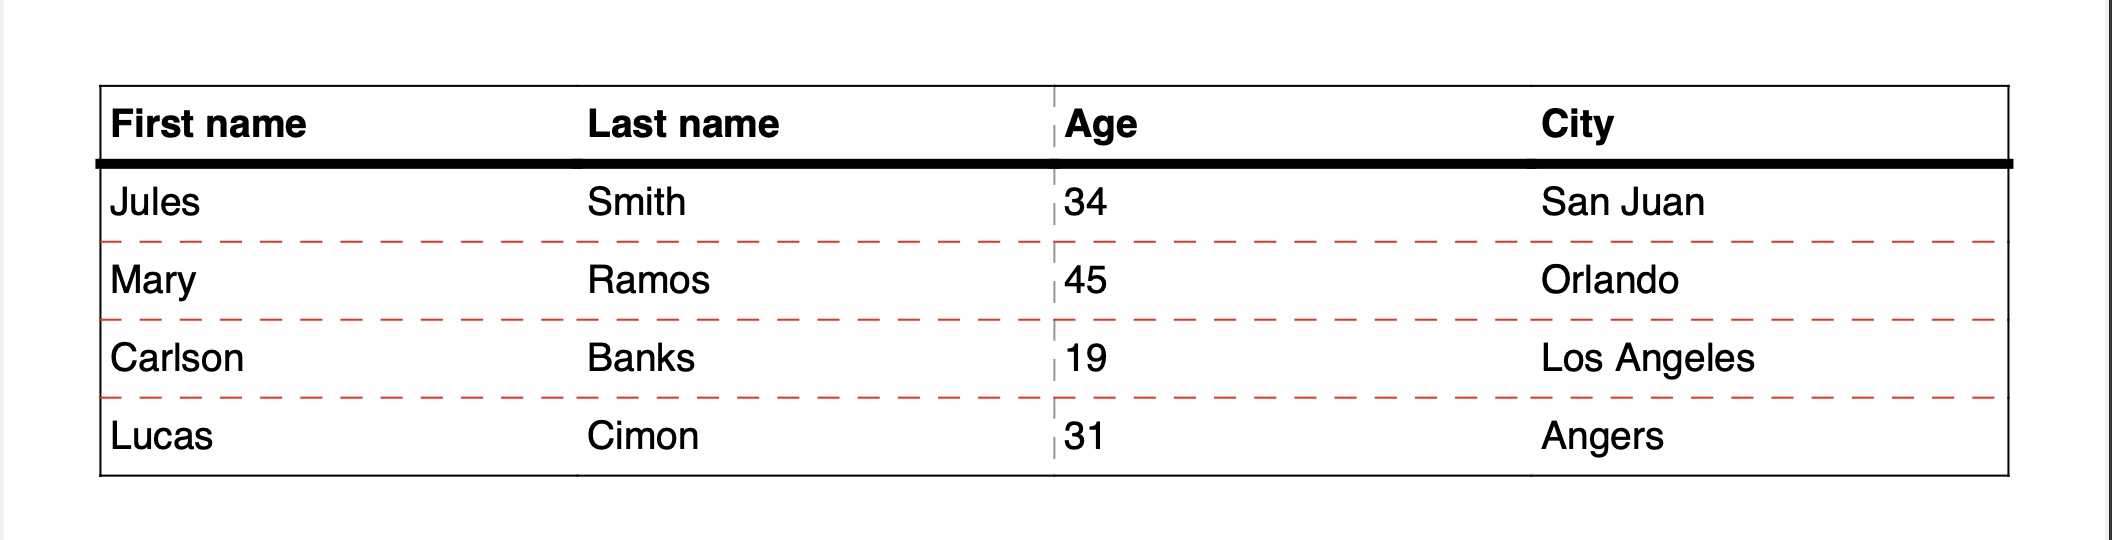 First name Last name Age City
Jules Smith 34 San Juan
Mary Ramos 45 Orlando
Carlson Banks 19 Los Angeles
Lucas Cimon 31 Angers